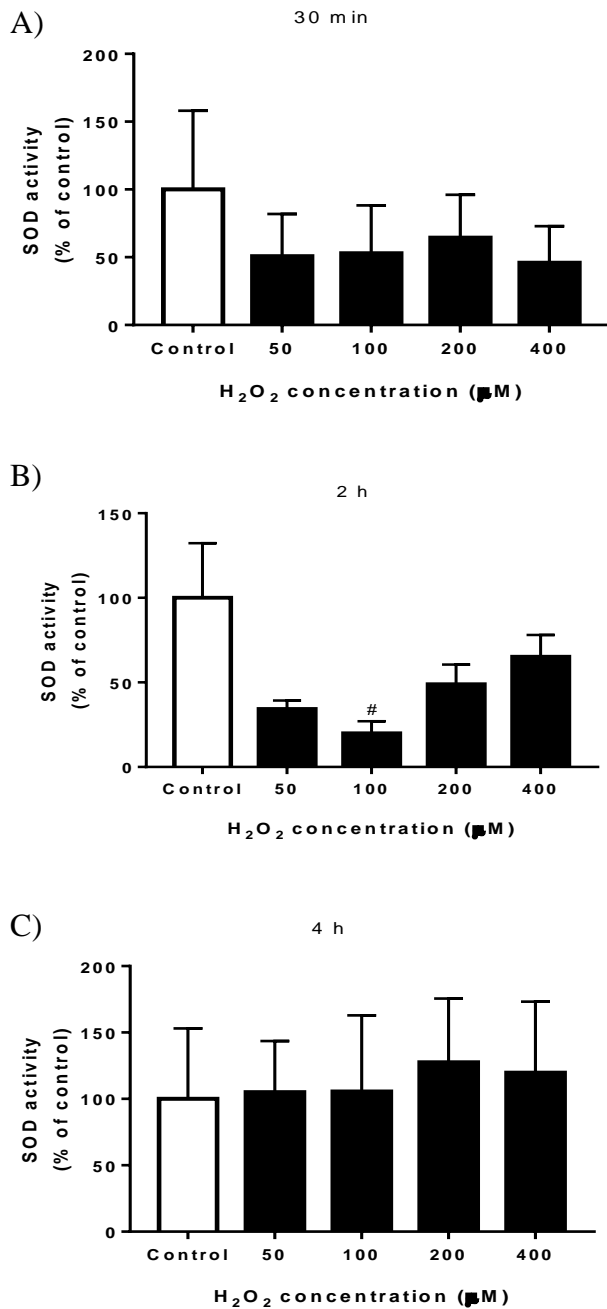 A)
30 min
200
150
100
50
0
SOD activity
(% of control)
Control 50 100 200 400
H₂O₂ concentration (μM)
B)
2 h
150
100
50
0
SOD activity
(% of control)
#
Control 50 100 200 400
H₂O₂ concentration (μM)
C)
4 h
200
150
100
50
0
SOD activity
(% of control)
Control 50 100 200 400
H₂O₂ concentration (μM)